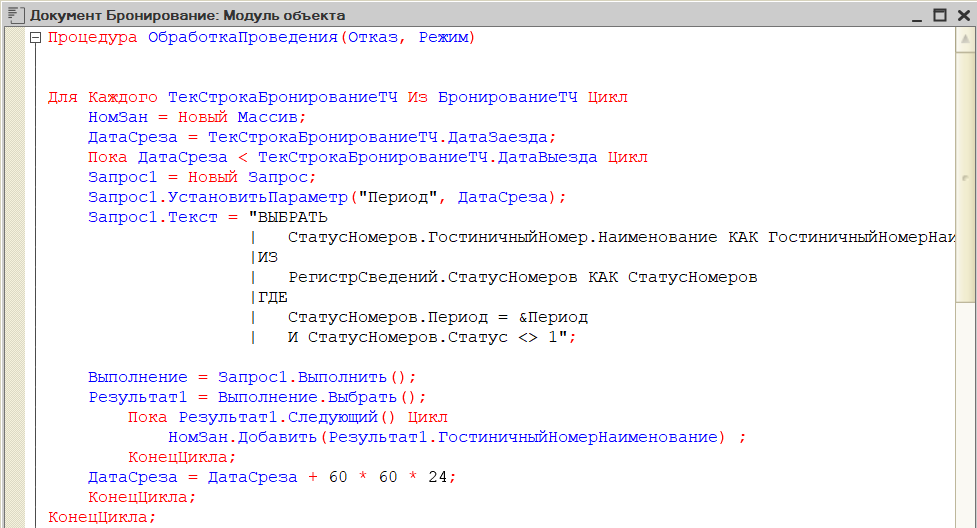 Документ Бронирование: Модуль объекта
Процедура ОбработкаПроведения(Отказ, Режим)
Для Каждого ТекСтрокаБронированиеТЧ Из БронированиеТЧ Цикл
НомЗан = Новый Массив;
ДатаСреза = ТекСтрокаБронированиеТЧ.ДатаЗаезда;
Пока ДатаСреза < ТекСтрокаБронированиеТЧ.ДатаВыезда Цикл
Запрос1 = Новый Запрос;
Запрос1.УстановитьПараметр("Период", ДатаСреза);
Запрос1.Текст = "ВЫБРАТЬ
|   СтатусНомеров.ГостиничныйНомер.Наименование КАК ГостиничныйНомерНаи
|ИЗ
|   РегистрСведений.СтатусНомеров КАК СтатусНомеров
|ГДЕ
|   СтатусНомеров.Период = &Период
|   И СтатусНомеров.Статус <> 1";
Выполнение = Запрос1.Выполнить();
Результат1 = Выполнение.Выбрать();
Пока Результат1.Следующий() Цикл
НомЗан.Добавить(Результат1.ГостиничныйНомерНаименование) ;
КонецЦикла;
ДатаСреза = ДатаСреза + 60 * 60 * 24;
КонецЦикла;
КонецЦикла;